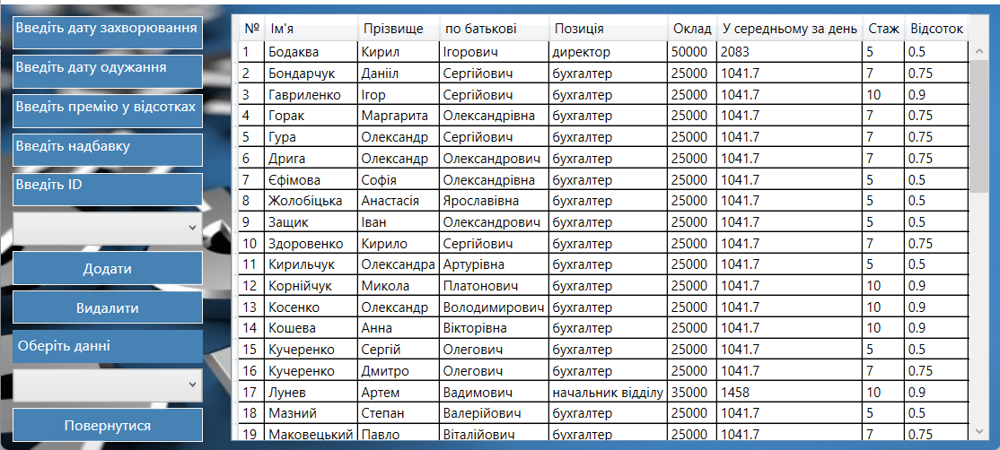 Введіть дату захворювання
Введіть дату одужання
Введіть премію у відсотках
Введіть надбавку
Введіть ID
Додати
Видалити
Оберіть данні
Повернутися
№ Ім'я Прізвище по батькові Позиція Оклад У середньому за день Стаж Відсоток
1 Бодаква Кирил Ігорович директор 50000 2083 5 0.5
2 Бондарчук Данііл Сергійович бухгалтер 25000 1041.7 7 0.75
3 Гавриленко Ігор Сергійович бухгалтер 25000 1041.7 10 0.9
4 Горак Маргарита Олександрівна бухгалтер 25000 1041.7 7 0.75
5 Гура Олександр Сергійович бухгалтер 25000 1041.7 7 0.75
6 Дрига Олександр Олександрович бухгалтер 25000 1041.7 7 0.75
7 Єфімова Софія Олександрівна бухгалтер 25000 1041.7 5 0.5
8 Жолобіцька Анастасія Ярославівна бухгалтер 25000 1041.7 5 0.5
9 Защик Іван Олександрович бухгалтер 25000 1041.7 5 0.5
10 Здоровенко Кирило Сергійович бухгалтер 25000 1041.7 7 0.75
11 Кирильчук Олександра Артурівна бухгалтер 25000 1041.7 5 0.5
12 Корнійчук Микола Платонович бухгалтер 25000 1041.7 10 0.9
13 Косенко Олександр Володимирович бухгалтер 25000 1041.7 10 0.9
14 Кошева Анна Вікторівна бухгалтер 25000 1041.7 10 0.9
15 Кучеренко Сергій Олегович бухгалтер 25000 1041.7 5 0.5
16 Кучеренко Дмитро Олегович бухгалтер 25000 1041.7 7 0.75
17 Лунев Артем Вадимович начальник відділу 35000 1458 10 0.9
18 Мазний Степан Валерійович бухгалтер 25000 1041.7 5 0.5
19 Маковецький Павло Віталійович бухгалтер 25000 1041.7 7 0.75